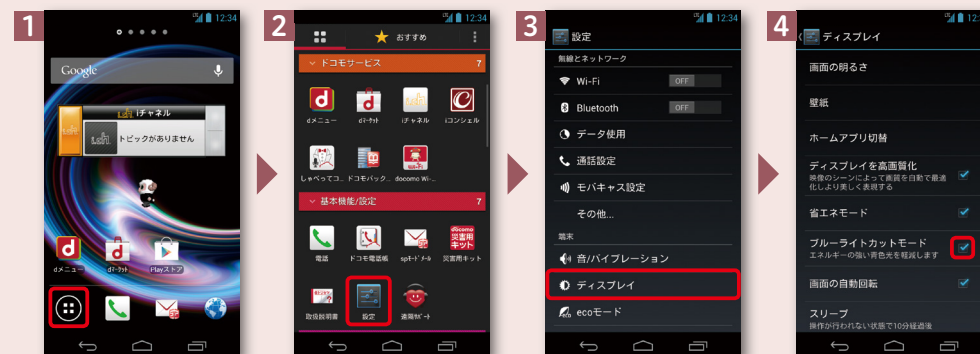 1
12:34
Google
iチャネル
トピックがありません
dメニュー
dマーケット
Playストア
2
12:34
おすすめ
ドコモサービス 7
dメニュー dマーケット iチャネル iコンシェル
しゃべってコ... ドコモバック... docomo Wi-...
基本機能/設定 7
docomo
災害用
キット
電話 ドコモ電話帳 spモードメール 災害用キット
取扱説明書 設定 遠隔サポート
3
12:34
設定
無線とネットワーク
Wi-Fi OFF
Bluetooth OFF
データ使用
通話設定
モバキャス設定
その他...
端末
音/バイブレーション
ディスプレイ
ecoモード
4
ディスプレイ
画面の明るさ
壁紙
ホームアプリ切替
ディスプレイを高画質化
映像のシーンによって画質を自動で最適
化しより美しく表現する
省エネモード
ブルーライトカットモード
エネルギーの強い青色光を軽減します
画面の自動回転
スリープ
操作が行われない状態で10分経過後